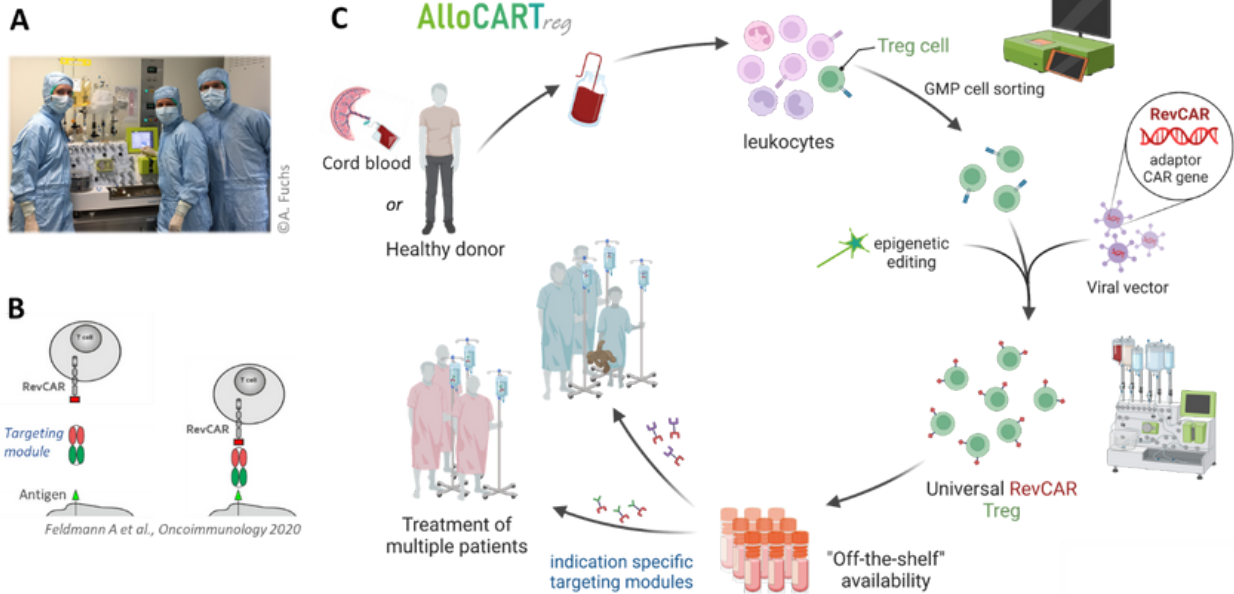 A
©A. Fuchs
B
T cell
RevCAR
Targeting
module
Antigen
T cell
RevCAR
Feldmann A et al., Oncoimmunology 2020
C
AlloCARTreg
Cord blood
or
Healthy donor
leukocytes
Treg cell
GMP cell sorting
RevCAR
adaptor
CAR gene
epigenetic
editing
Viral vector
Universal RevCAR
Treg
"Off-the-shelf"
availability
indication specific
targeting modules
Treatment of
multiple patients